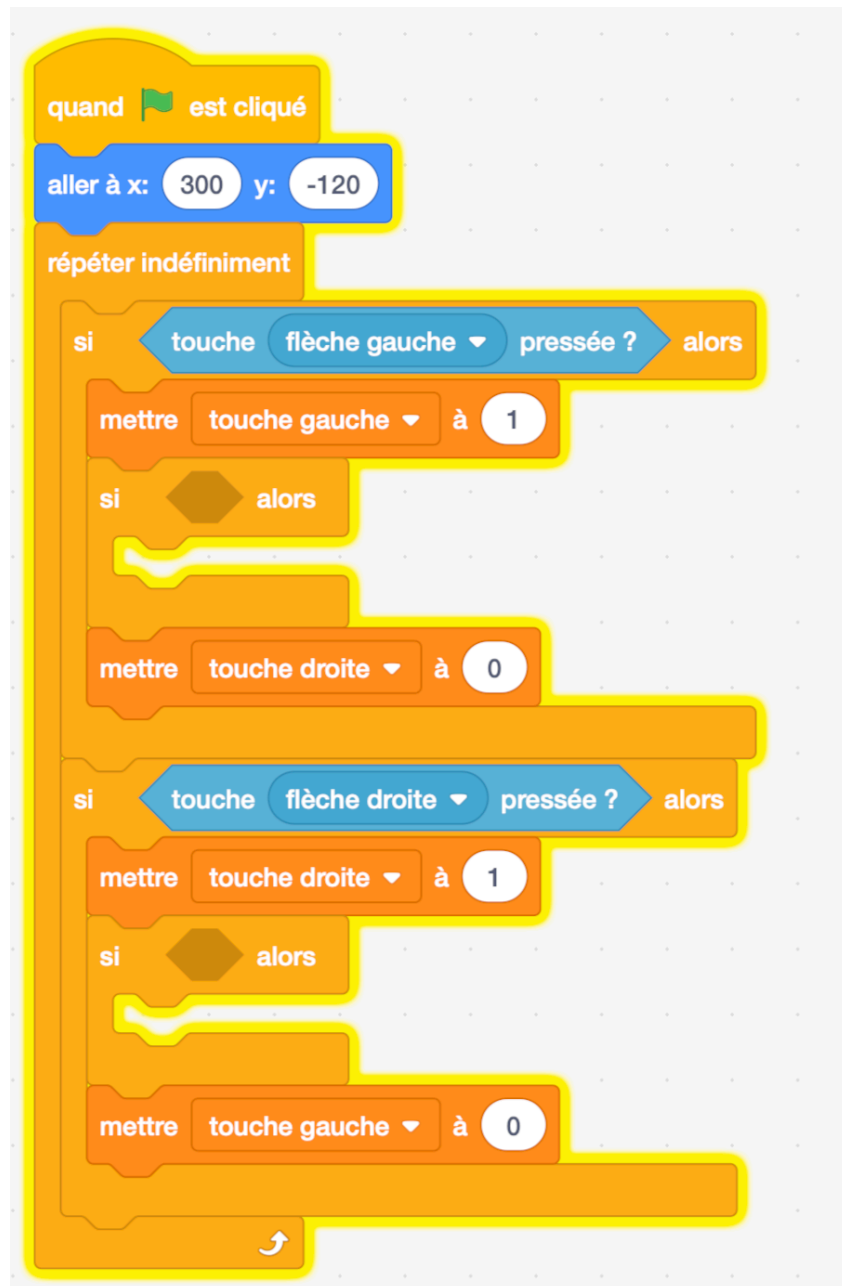 quand est cliqué
aller à x: 300 y: -120
répéter indéfiniment
si touche flèche gauche pressée ? alors
mettre touche gauche à 1
si alors
mettre touche droite à 0
si touche flèche droite pressée ? alors
mettre touche droite à 1
si alors
mettre touche gauche à 0